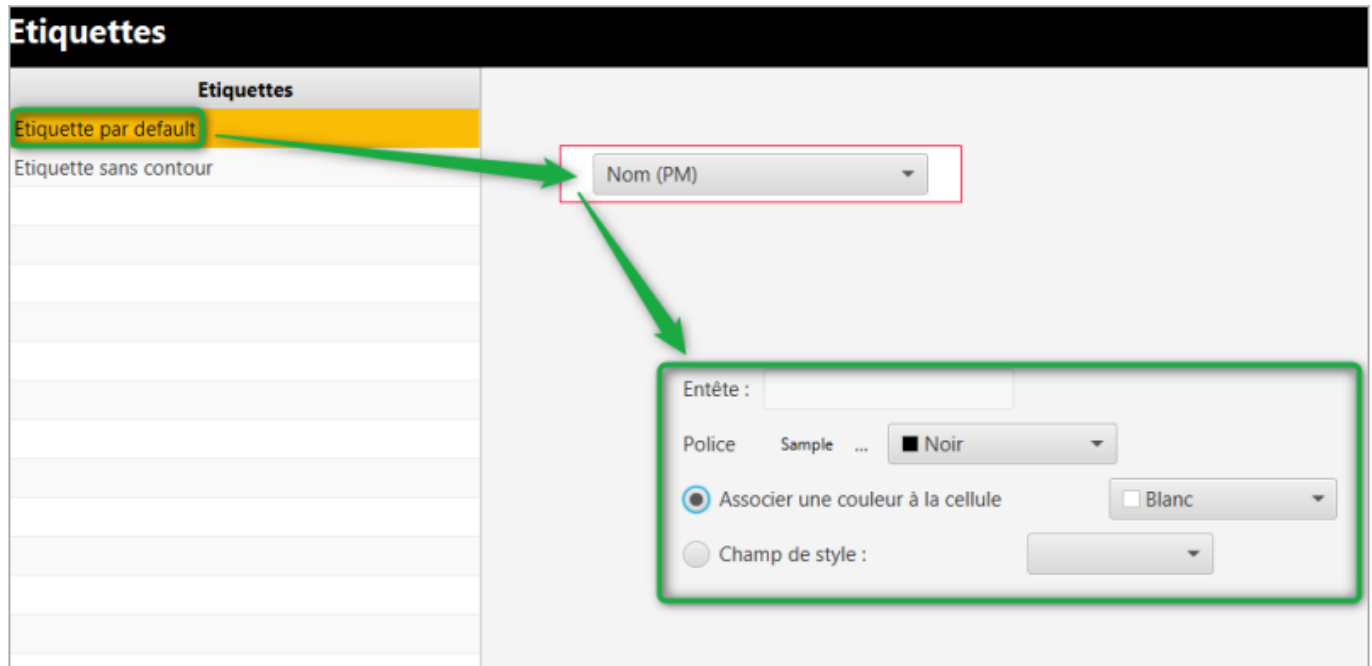 Etiquettes
Etiquettes
Etiquette par default
Etiquette sans contour
Nom (PM)
Entête :
Police Sample ... Noir
Associer une couleur à la cellule Blanc
Champ de style :